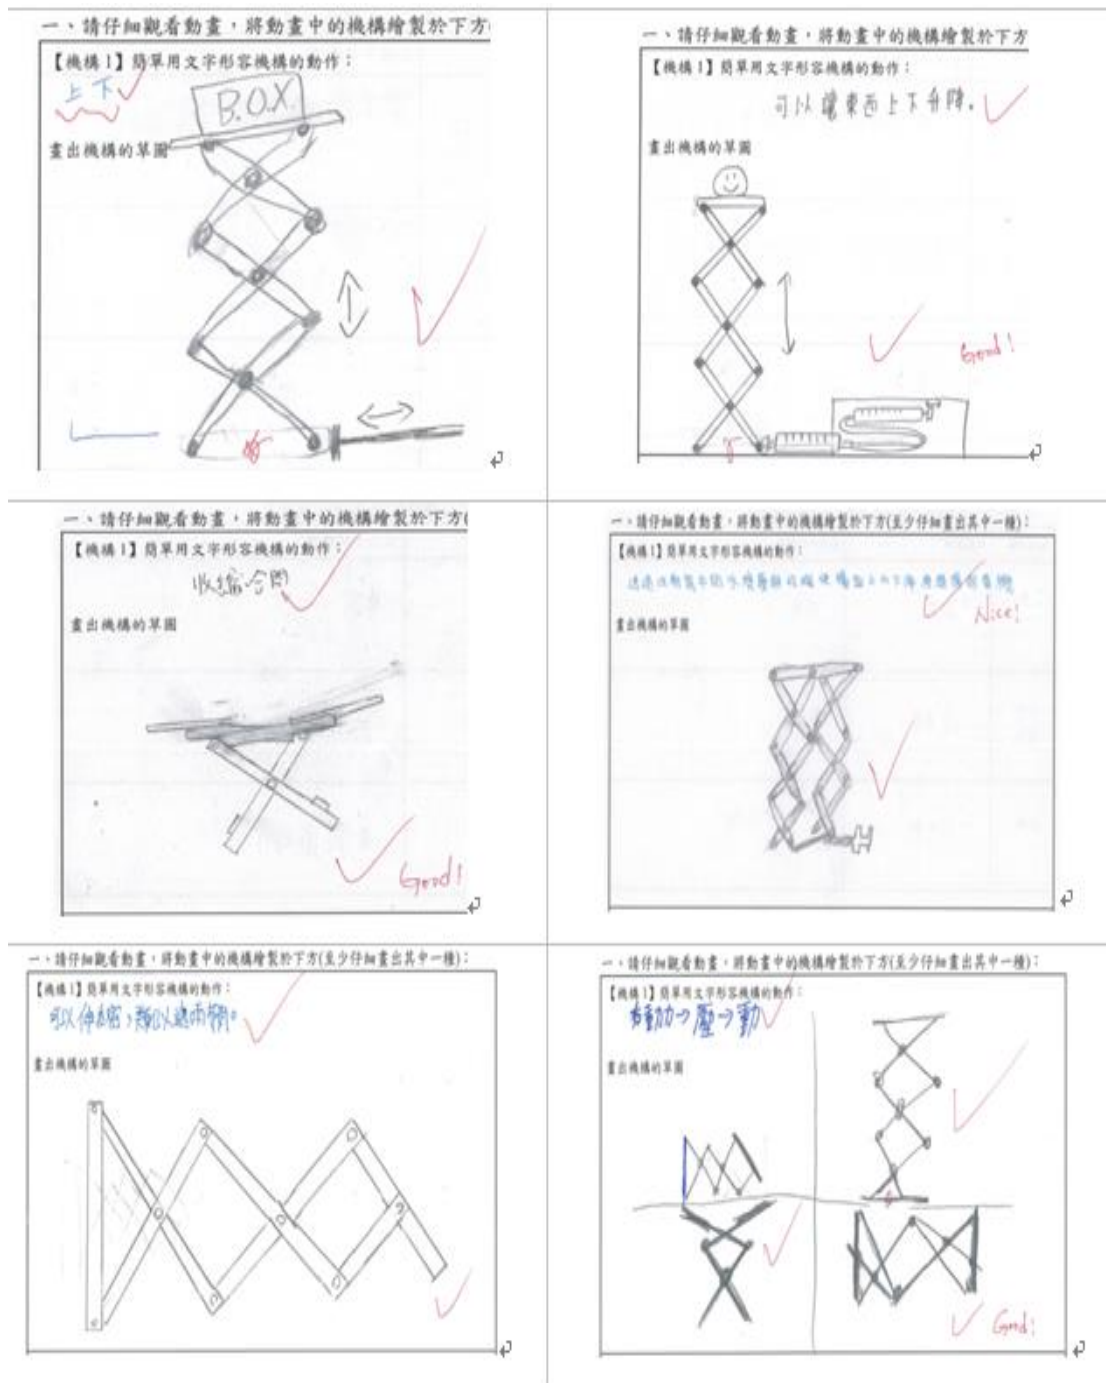 一、請仔細觀看動畫，將動畫中的機構繪製於下方
【機構1】簡單用文字形容機構的動作：
上下
B.O.X
畫出機構的草圖
一、請仔細觀看動畫，將動畫中的機構繪製於下方
【機構1】簡單用文字形容機構的動作：
可以讓東西上下升降。
畫出機構的草圖
Good!
一、請仔細觀看動畫，將動畫中的機構繪製於下方(
【機構1】簡單用文字形容機構的動作：
收縮合開
畫出機構的草圖
Good!
一、請仔細觀看動畫，將動畫中的機構繪製於下方(至少仔細畫出其中一種)：
【機構1】簡單用文字形容機構的動作：
Nice!
畫出機構的草圖
一、請仔細觀看動畫，將動畫中的機構繪製於下方(至少仔細畫出其中一種)：
【機構1】簡單用文字形容機構的動作：
可以伸縮，類似遮雨棚。
畫出機構的草圖
一、請仔細觀看動畫，將動畫中的機構繪製於下方(至少仔細畫出其中一種)：
【機構1】簡單用文字形容機構的動作：
有動力→壓→動
畫出機構的草圖
Good!